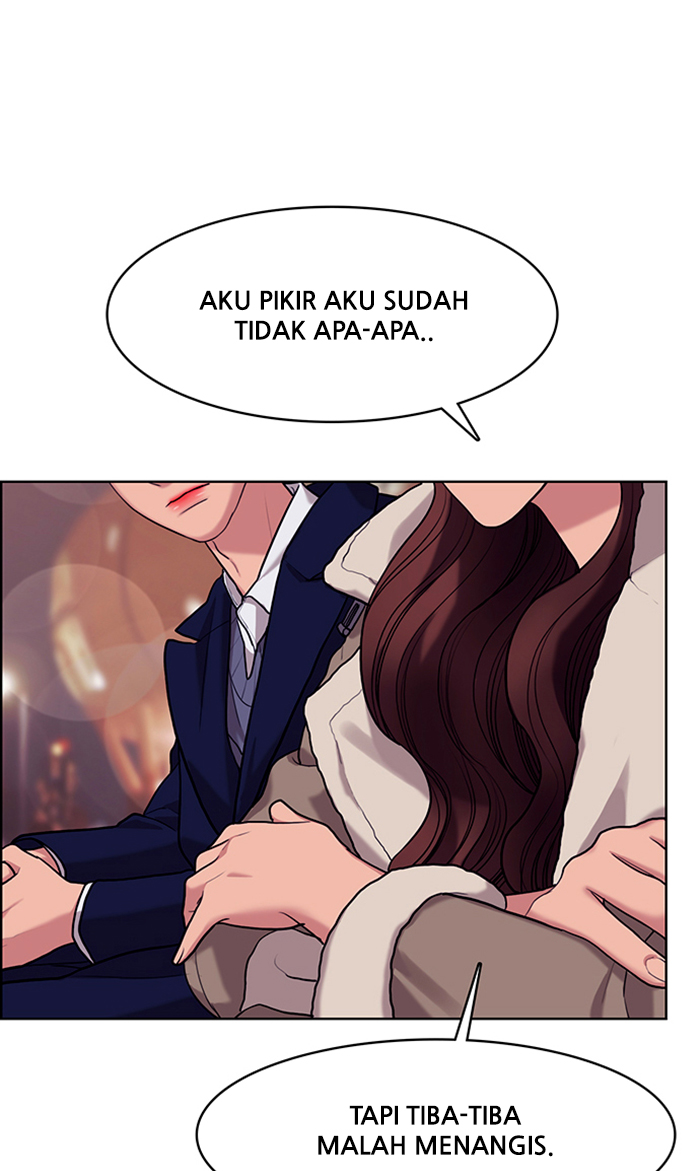 AKU PIKIR AKU SUDAH
TIDAK APA-APA..
TAPI TIBA-TIBA
MALAH MENANGIS.